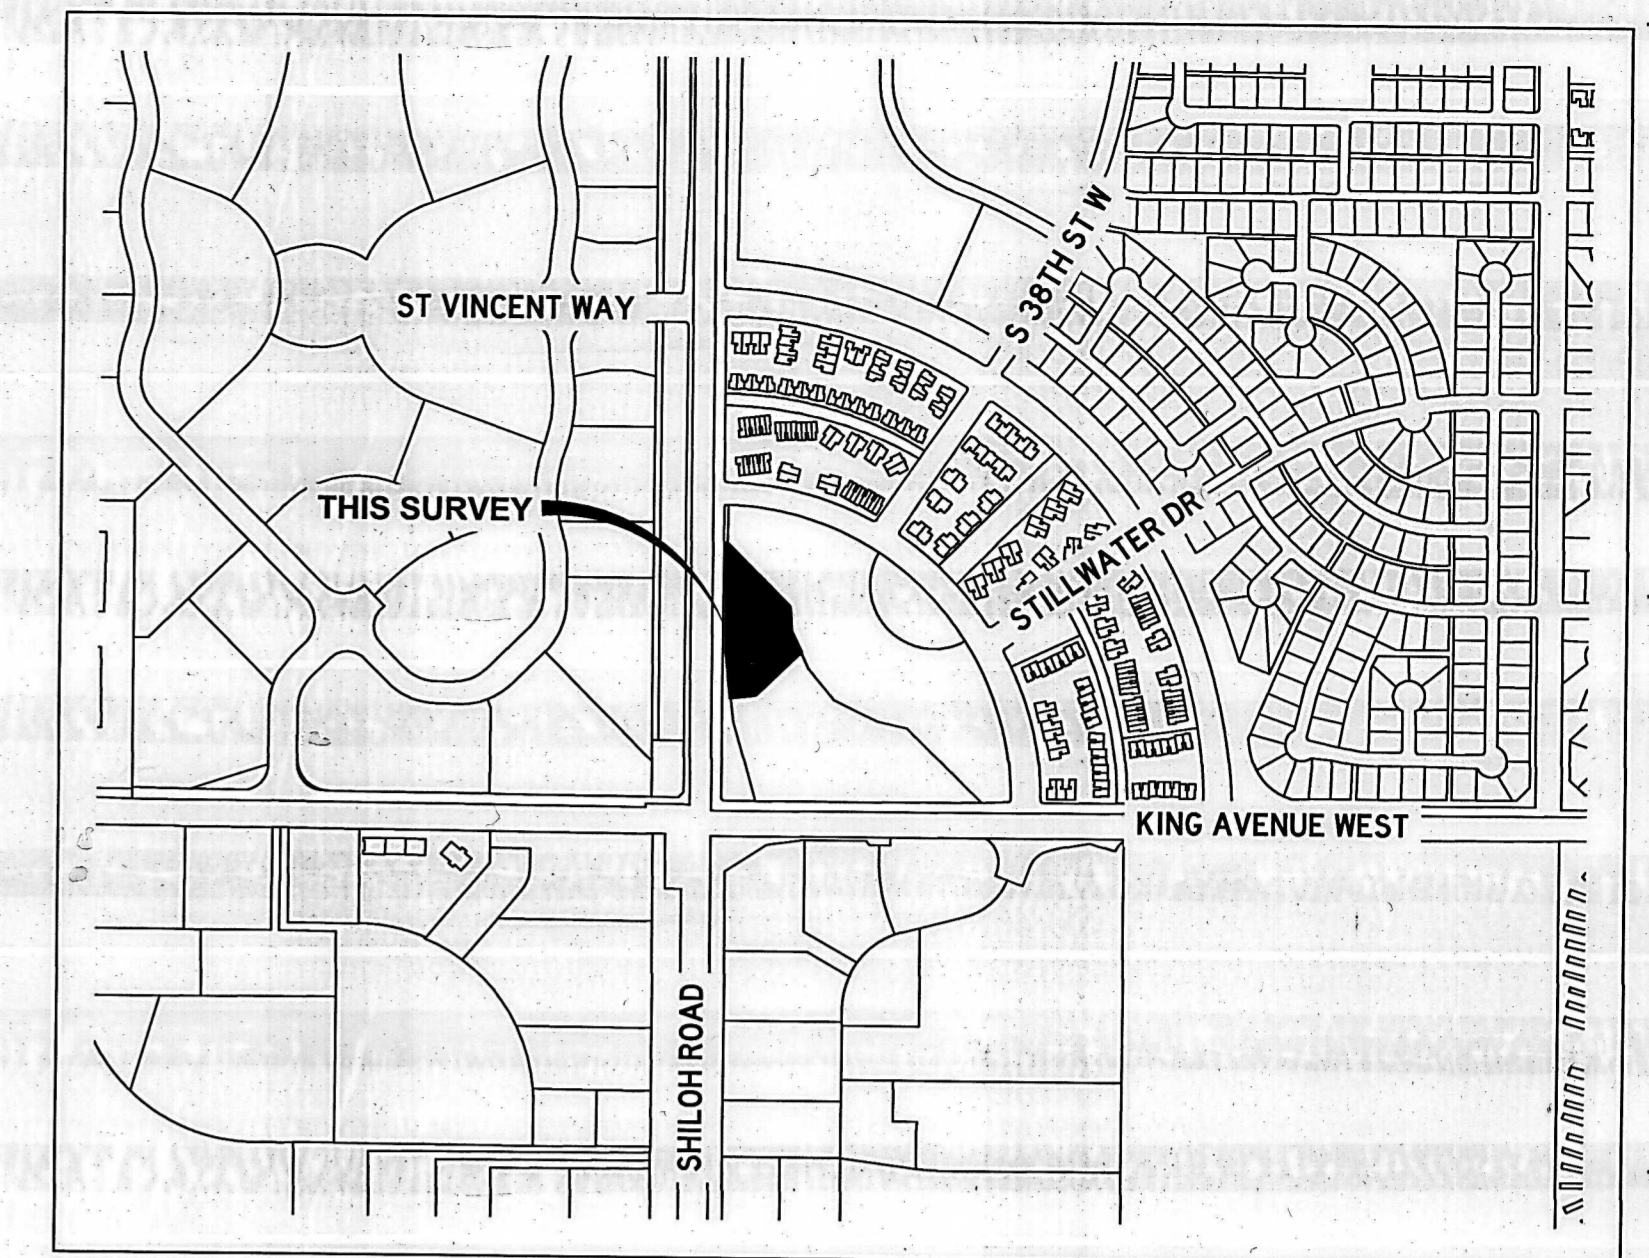 S 38TH ST W
ST VINCENT WAY
THIS SURVEY
STILLWATER DR
KING AVENUE WEST
SHILOH ROAD